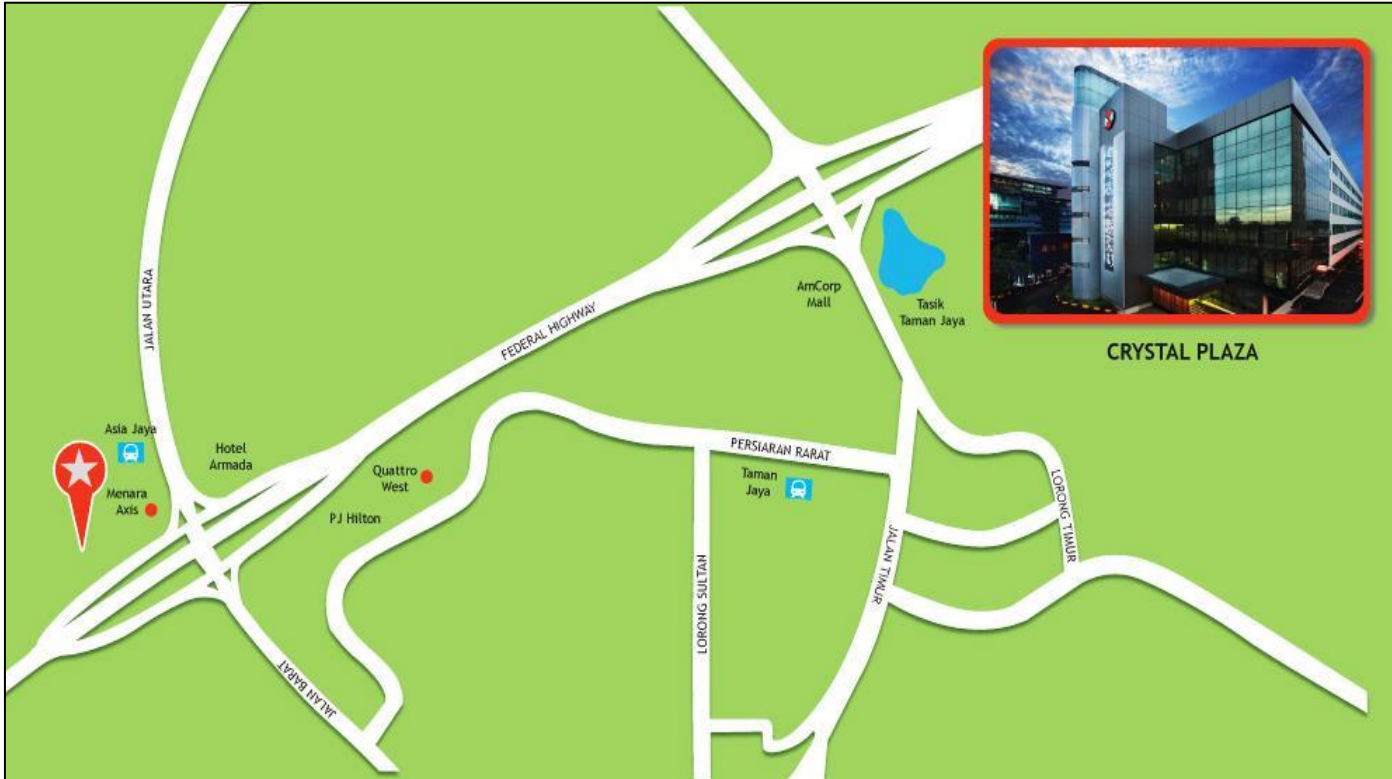 CRYSTAL PLAZA
JALAN UTARA
FEDERAL HIGHWAY
AmCorp
Mall
Tasik
Taman Jaya
Asia Jaya
Hotel
Armada
Menara
Axis
Quattro
West
PJ Hilton
PERSIARAN RARAT
Taman
Jaya
LORONG TIMUR
JALAN TIMUR
LORONG SULTAN
JALAN BARAT